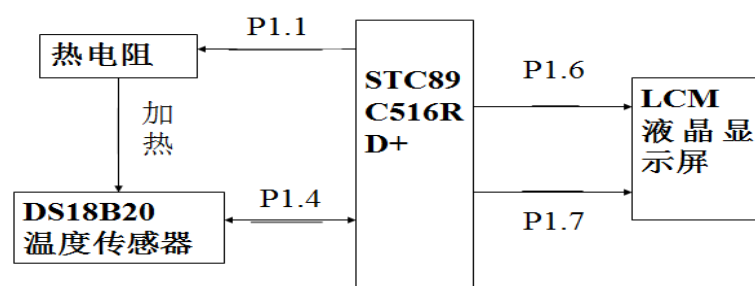 P1.1
热电阻
加
热
DS18B20
温度传感器
P1.4
STC89
C516R
D+
P1.6
P1.7
LCM
液晶显
示屏